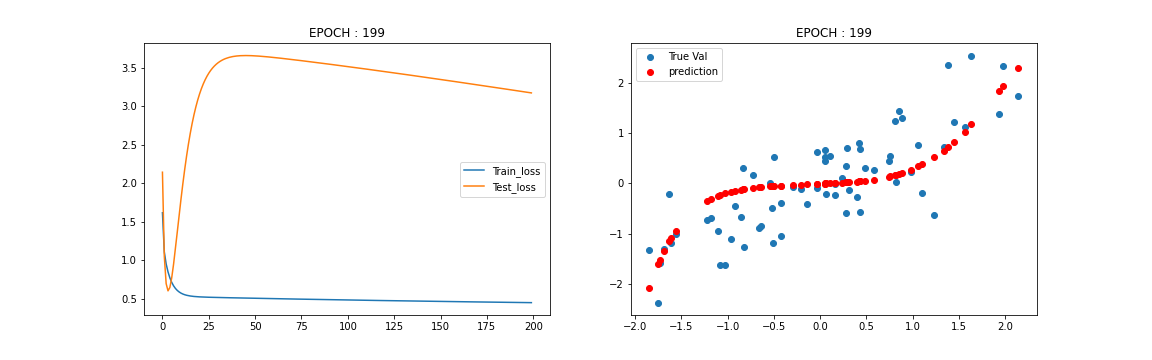 EPOCH : 199
3.5
3.0
2.5
2.0
1.5
1.0
0.5
0 25 50 75 100 125 150 175 200
Train_loss
Test_loss
EPOCH : 199
True Val
prediction
2
1
0
−1
−2
−2.0 −1.5 −1.0 −0.5 0.0 0.5 1.0 1.5 2.0